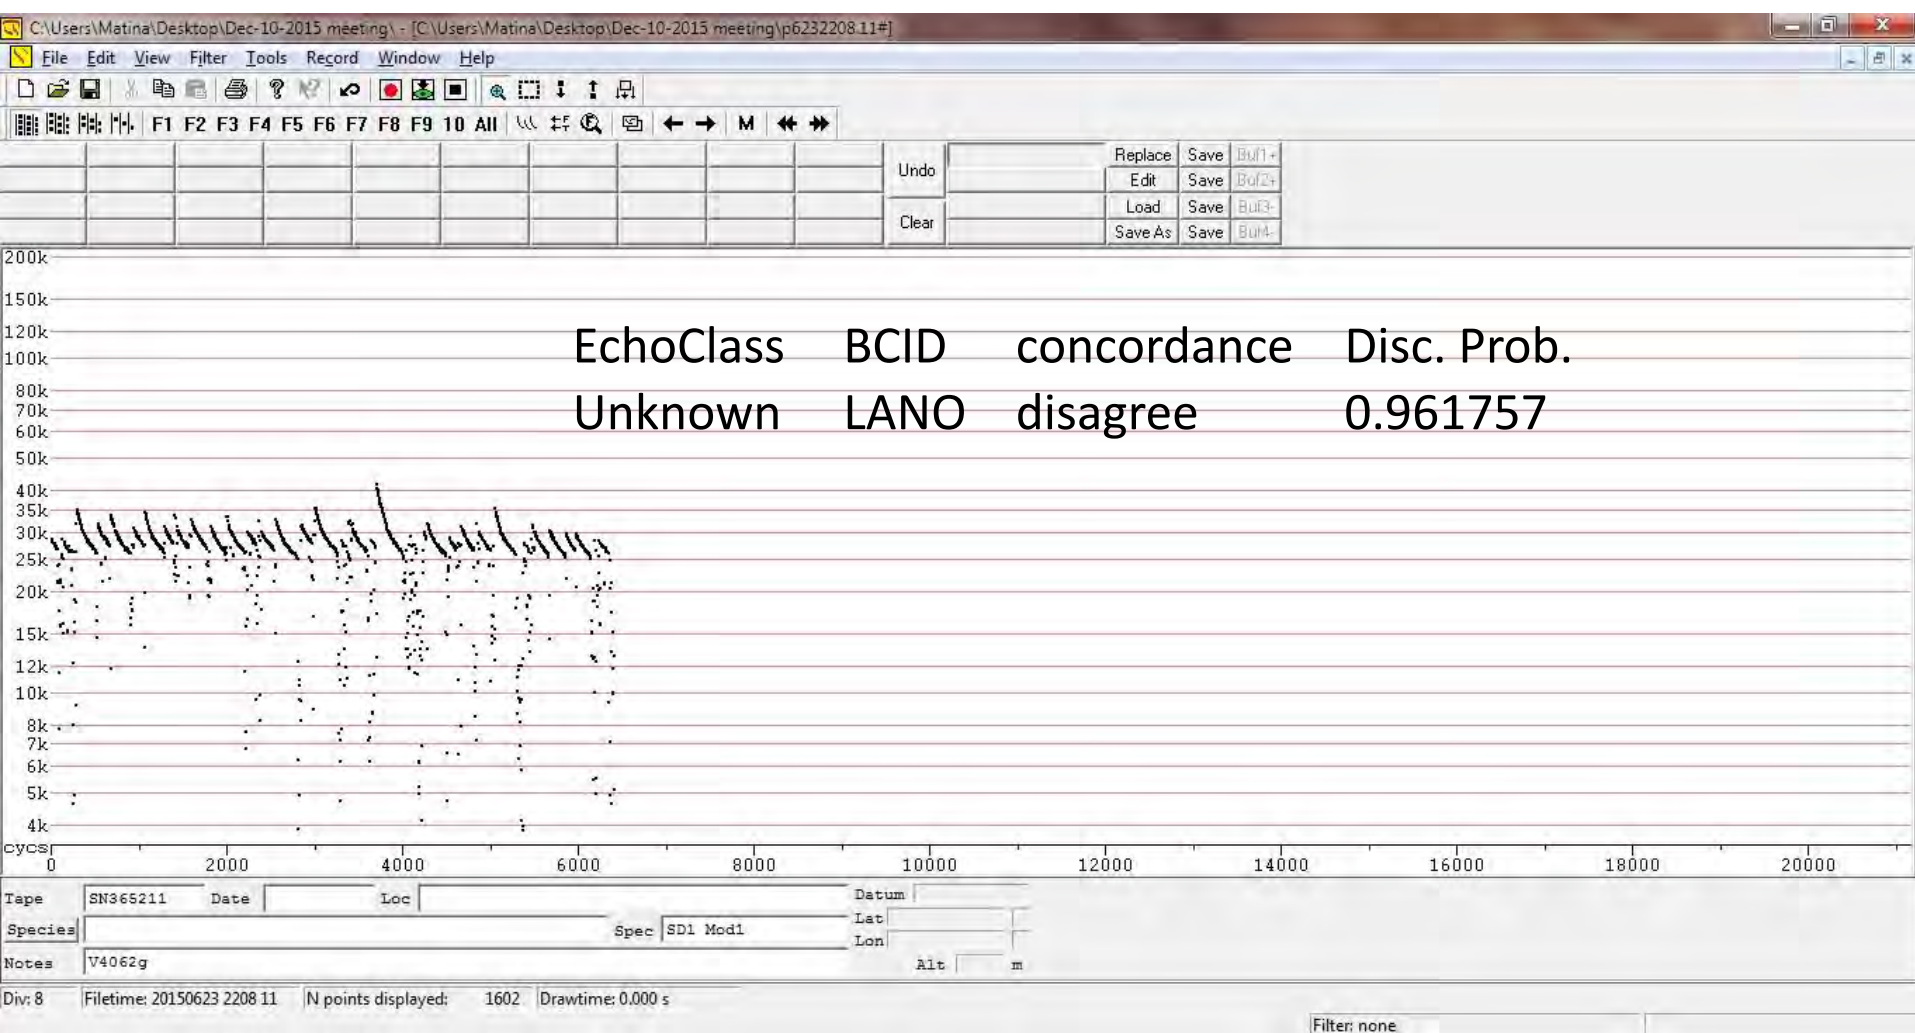 C:\Users\Matina\Desktop\Dec-10-2015 meeting\ - [C:\Users\Matina\Desktop\Dec-10-2015 meeting\p6232208.11#]
File Edit View Filter Tools Record Window Help
F1 F2 F3 F4 F5 F6 F7 F8 F9 10 All M
Undo Replace Save Buf1+
Edit Save Buf2+
Clear Load Save Buf3-
Save As Save Buf4-
200k
150k
120k
EchoClass BCID concordance Disc. Prob.
100k
80k
70k
Unknown LANO disagree 0.961757
60k
50k
40k
35k
30k
25k
20k
15k
12k
10k
8k
7k
6k
5k
4k
cycs
0 2000 4000 6000 8000 10000 12000 14000 16000 18000 20000
Tape SN365211 Date Loc Datum
Species Spec SD1 Mod1 Lat
Lon
Notes V4062g Alt m
Div: 8 Filetime: 20150623 2208 11 N points displayed: 1602 Drawtime: 0.000 s
Filter: none